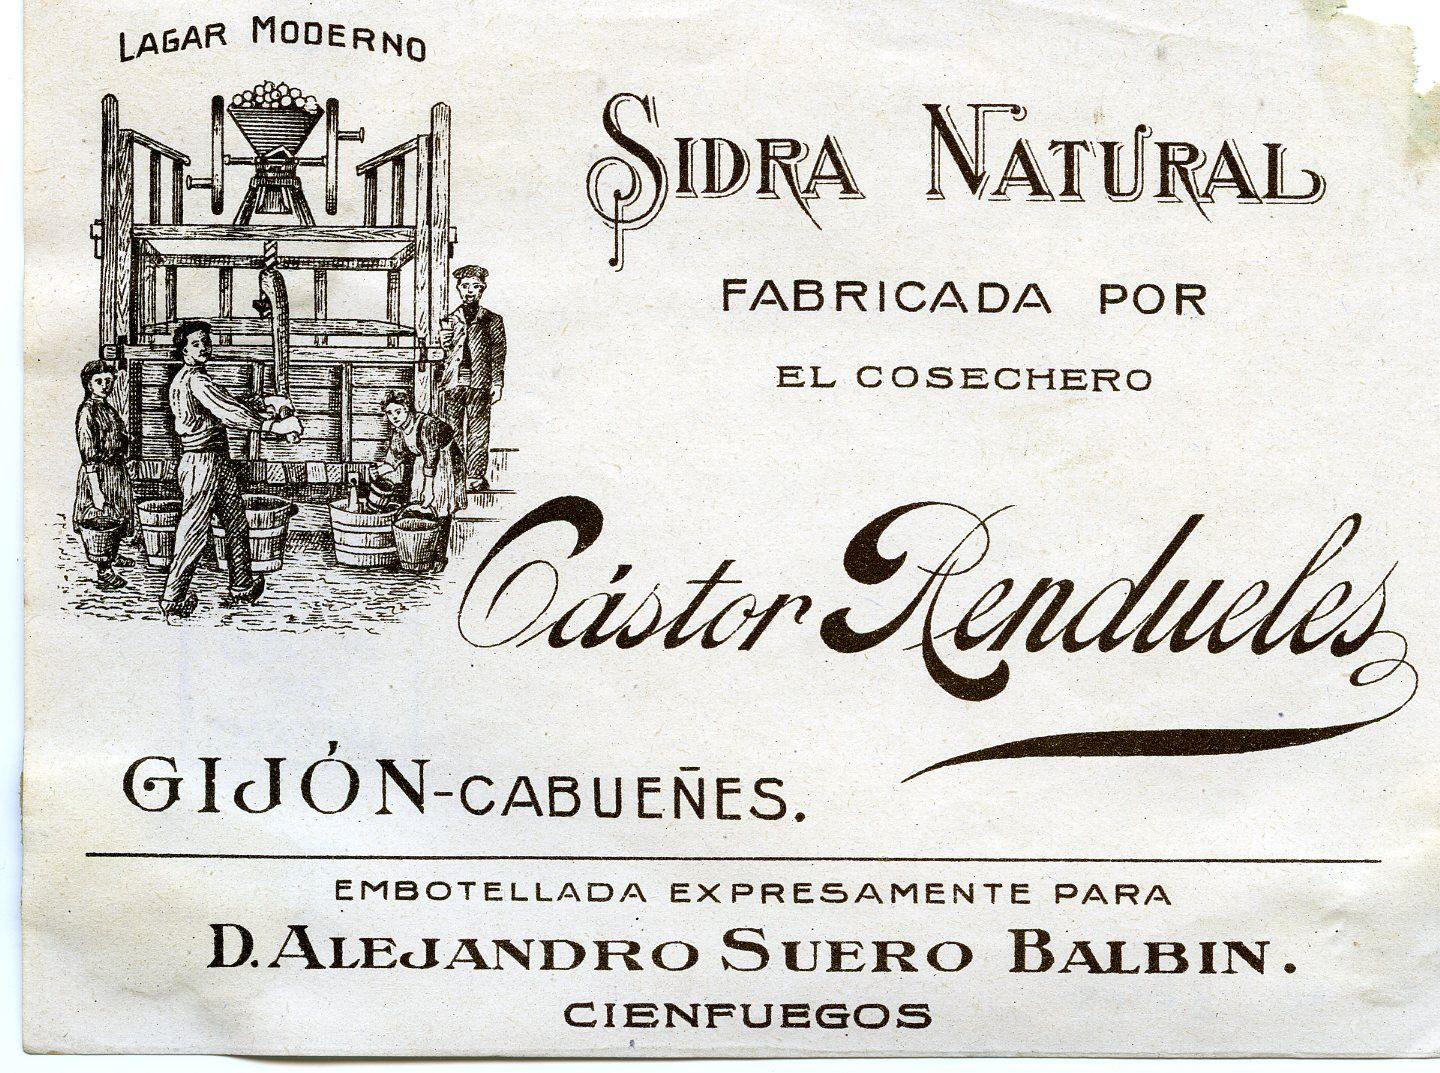 LAGAR MODERNO
SIDRA NATURAL
FABRICADA POR
EL COSECHERO
Cástor Rendueles
GIJÓN-CABUEÑES.
EMBOTELLADA EXPRESAMENTE PARA
D. ALEJANDRO SUERO BALBIN.
CIENFUEGOS